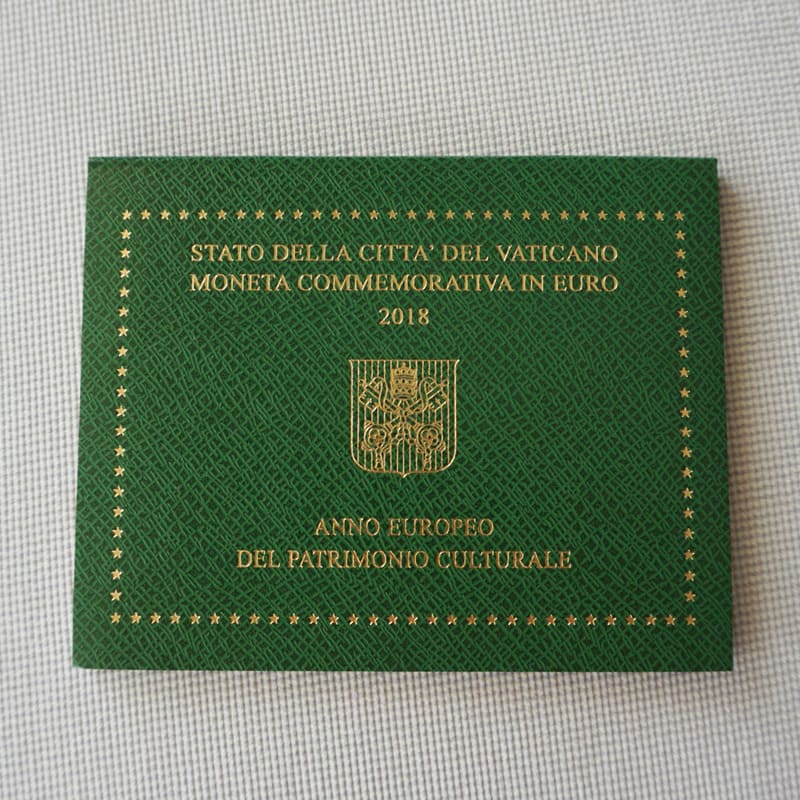 STATO DELLA CITTA' DEL VATICANO
MONETA COMMEMORATIVA IN EURO
2018
ANNO EUROPEO
DEL PATRIMONIO CULTURALE